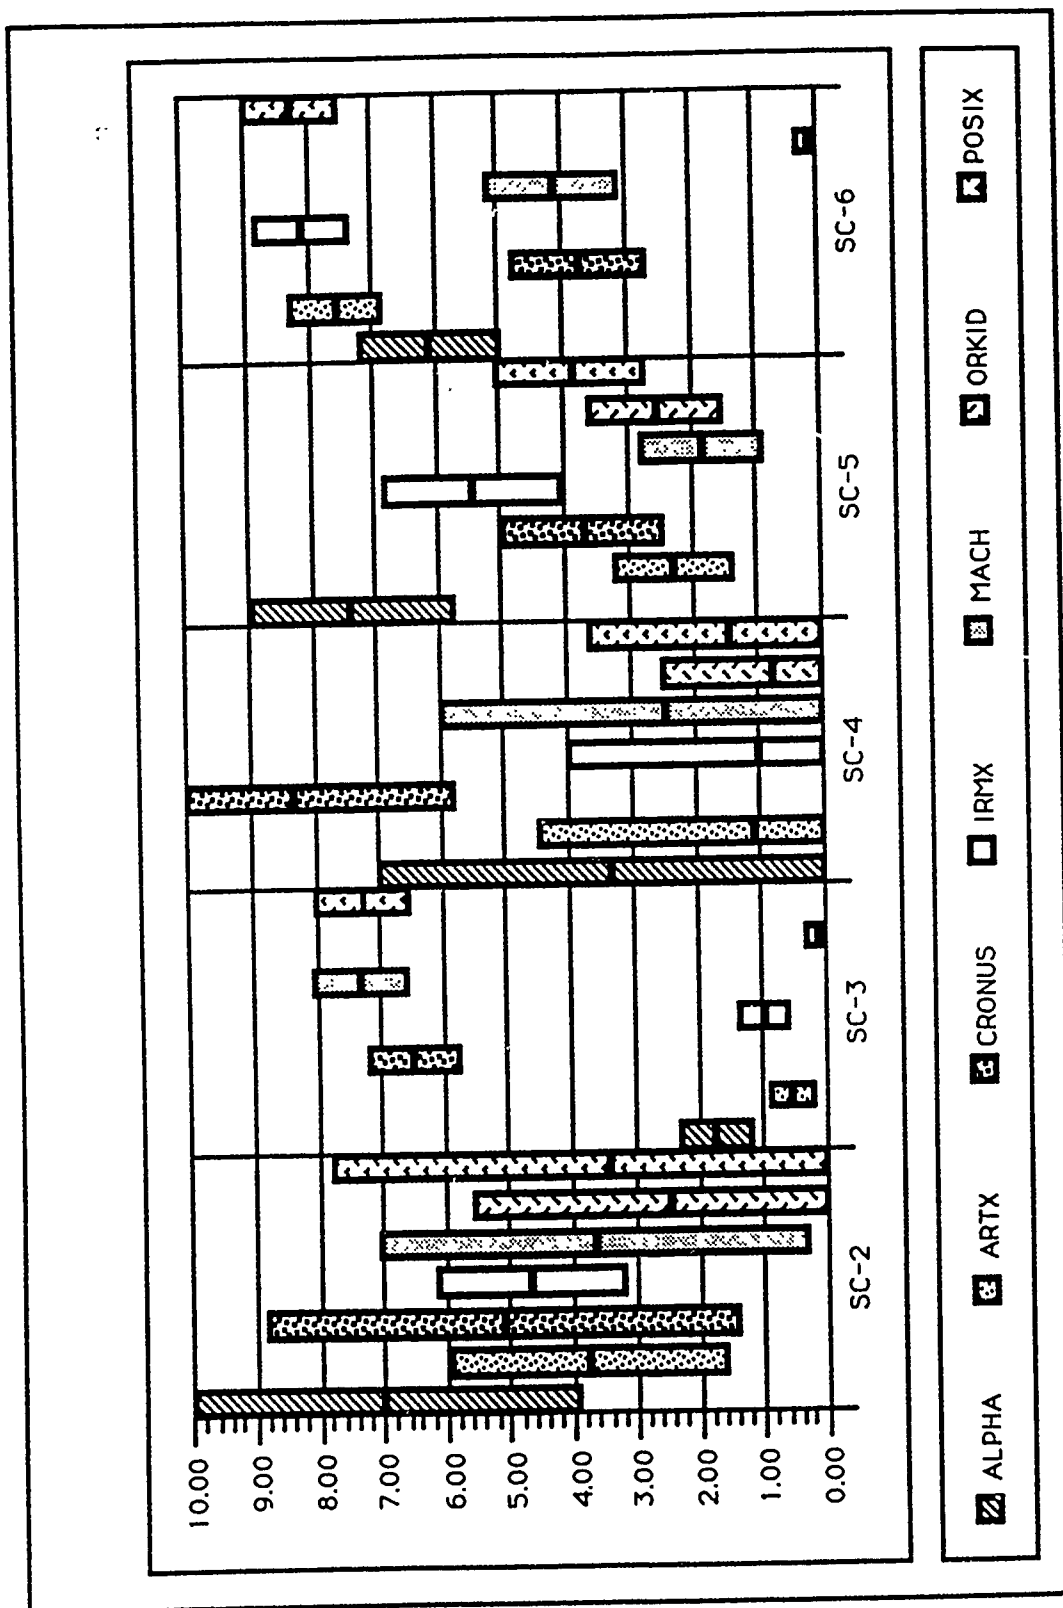 10.00
9.00
8.00
7.00
6.00
5.00
4.00
3.00
2.00
1.00
0.00
SC-2
SC-3
SC-4
SC-5
SC-6
ALPHA
ARTX
CRONUS
IRMX
MACH
ORKID
POSIX